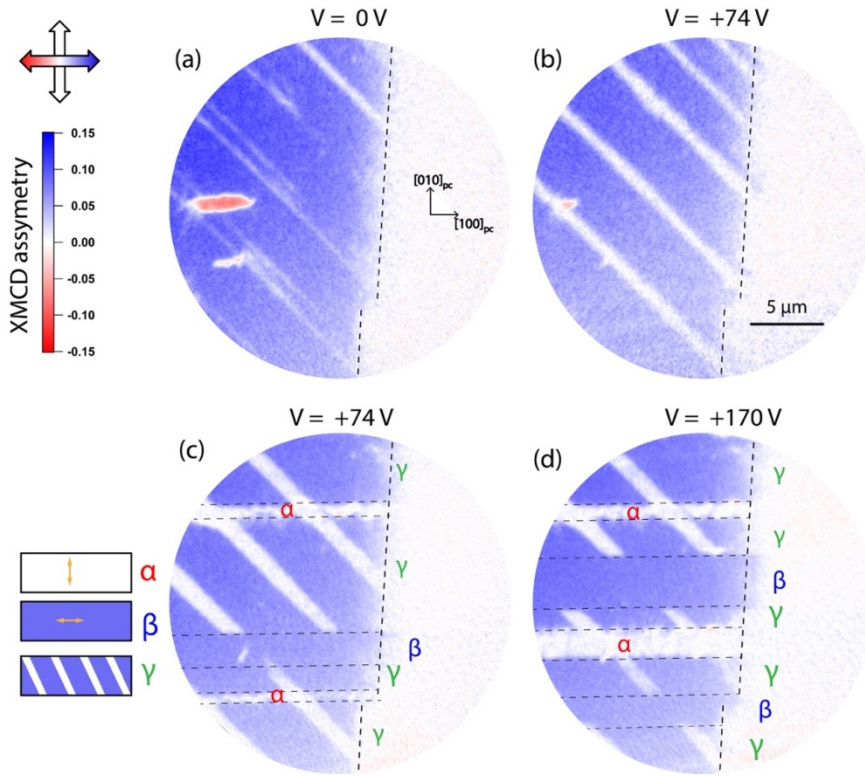 V = 0 V
V = +74 V
(a)
(b)
XMCD assymetry
0.15
0.10
0.05
0.00
-0.05
-0.10
-0.15
[010]pc
[100]pc
5 μm
V = +74 V
V = +170 V
(c)
(d)
γ
α
γ
β
γ
α
γ
γ
α
γ
β
γ
α
γ
β
γ
α
β
γ